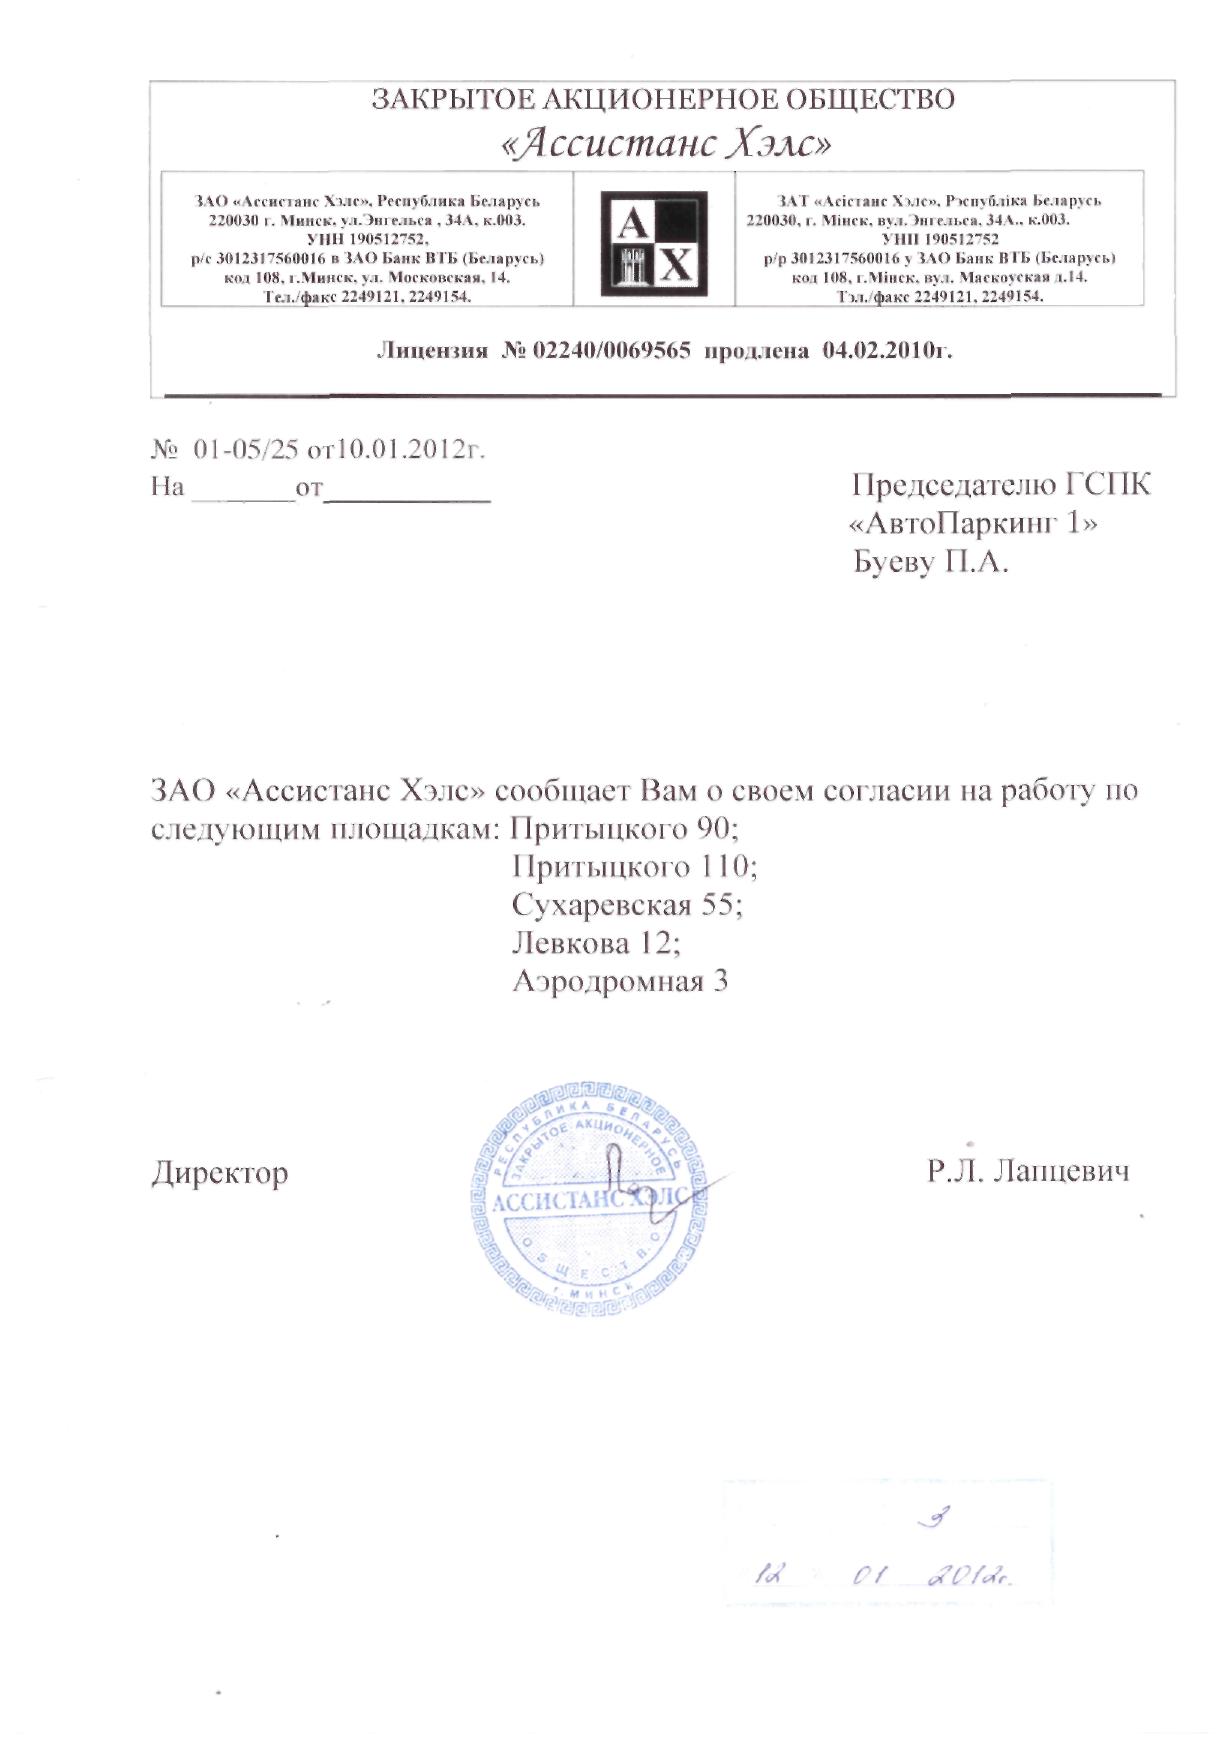 ЗАКРЫТОЕ АКЦИОНЕРНОЕ ОБЩЕСТВО
«Ассистанс Хэлс»
ЗАО «Ассистанс Хэлс», Республика Беларусь
220030 г. Минск, ул.Энгельса , 34А, к.003.
УНН 190512752,
р/с 3012317560016 в ЗАО Банк ВТБ (Беларусь)
код 108, г.Минск, ул. Московская, 14.
Тел./факс 2249121, 2249154.
А
Х
ЗАТ «Асістанс Хэлс», Рэспубліка Беларусь
220030, г. Мінск, вул.Энгельса, 34А., к.003.
УНП 190512752
р/р 3012317560016 у ЗАО Банк ВТБ (Беларусь)
код 108, г.Мінск, вул. Маскоуская д.14.
Тэл./факс 2249121, 2249154.
Лицензия № 02240/0069565 продлена 04.02.2010г.
№ 01-05/25 от10.01.2012г.
На _______от___________
Председателю ГСПК
«АвтоПаркинг 1»
Буеву П.А.
ЗАО «Ассистанс Хэлс» сообщает Вам о своем согласии на работу по
следующим площадкам: Притыцкого 90;
Притыцкого 110;
Сухаревская 55;
Левкова 12;
Аэродромная 3
РЕСПУБЛИКА БЕЛАРУСЬ
ЗАКРЫТОЕ АКЦИОНЕРНОЕ
Директор
Р.Л. Лапцевич
АССИСТАНС ХЭЛС
ОБЩЕСТВО
г. МИНСК
3
12 01 2012г.